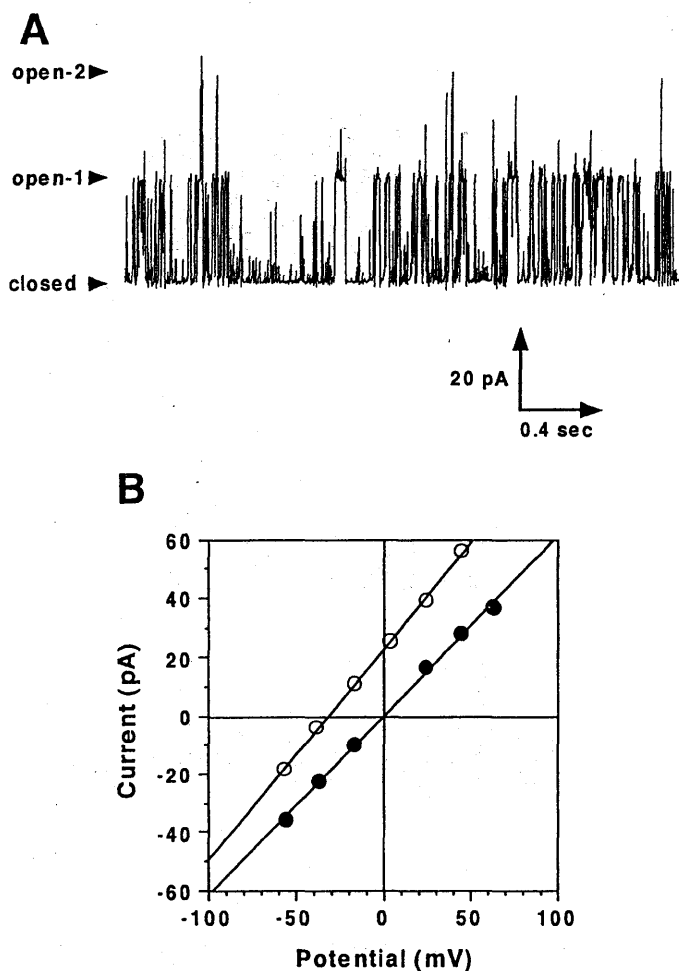 A
open-2
open-1
closed
20 pA
0.4 sec
B
60
40
20
0
-20
-40
-60
-100 -50 0 50 100
Current (pA)
Potential (mV)